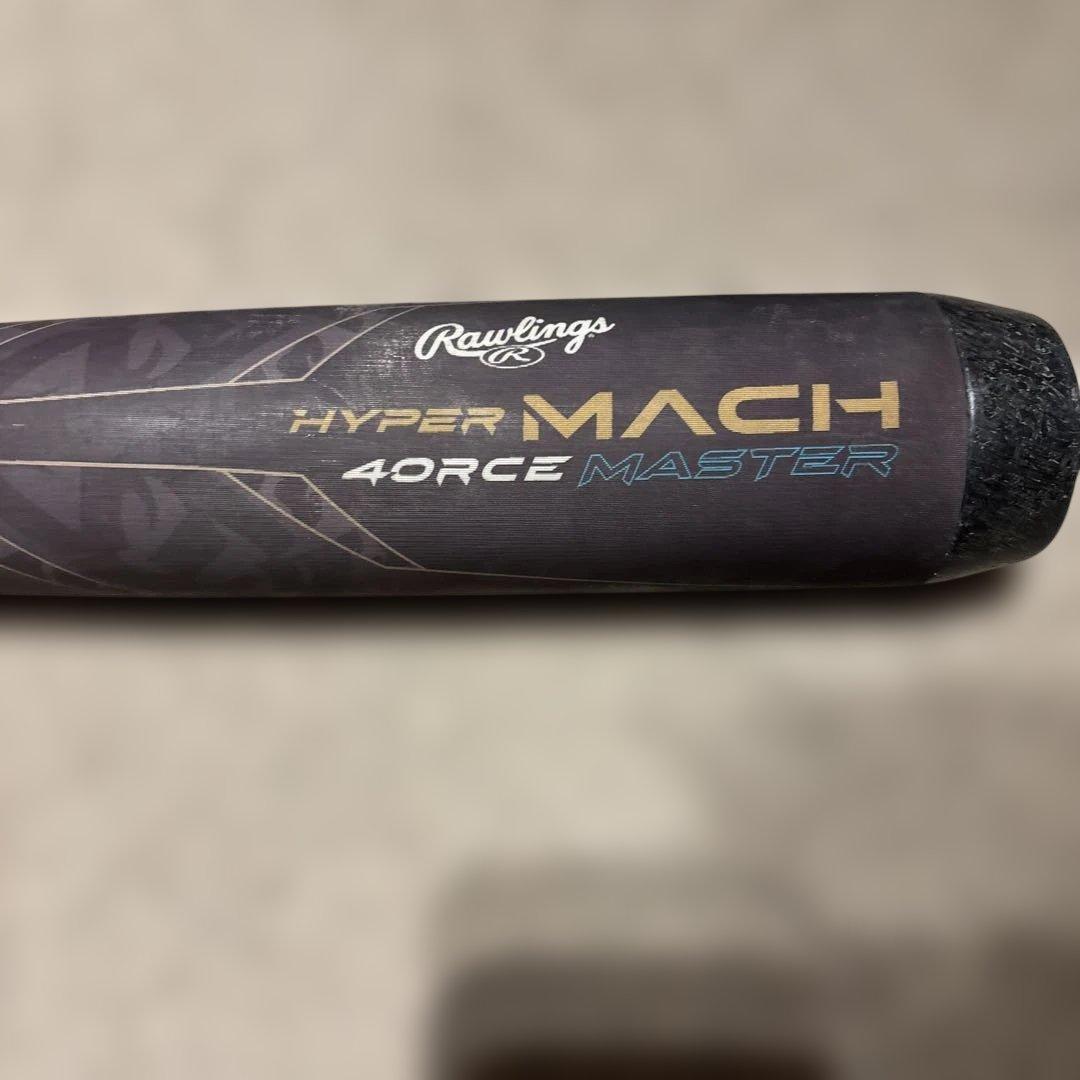 Rawlings
R
HYPER MACH
4ORCE MASTER